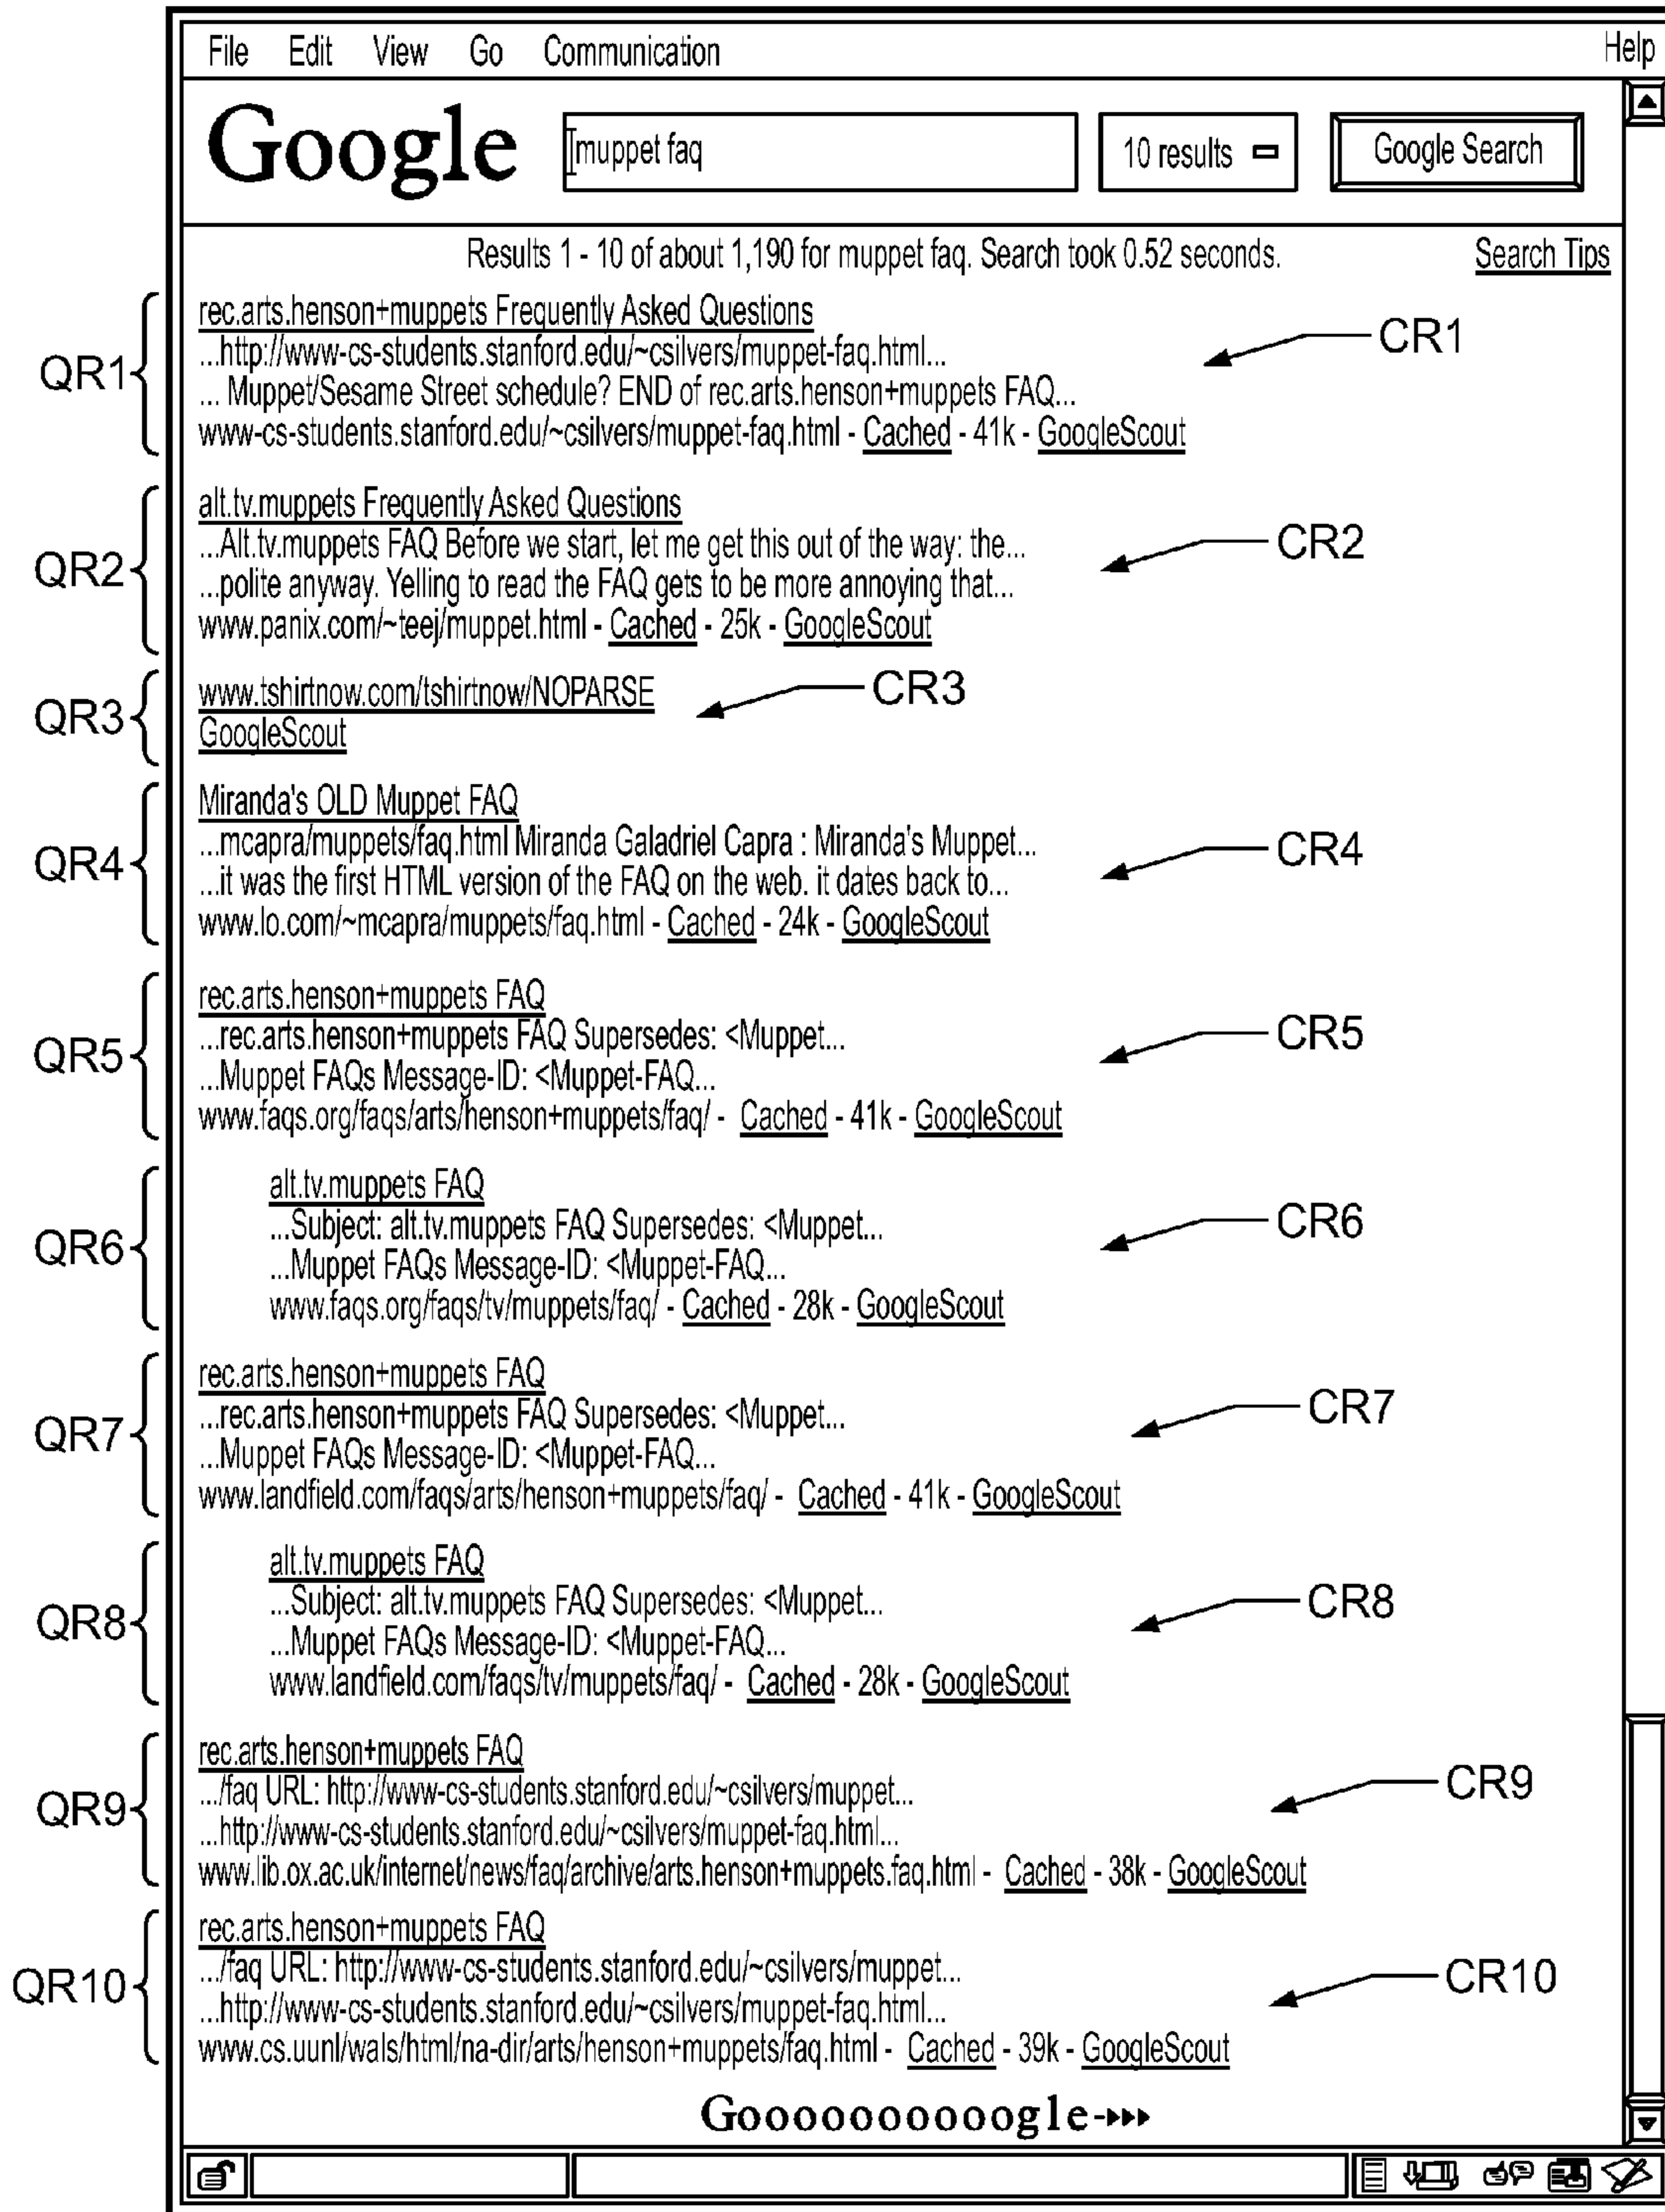 File Edit View Go Communication Help
Google muppet faq 10 results Google Search
Results 1 - 10 of about 1,190 for muppet faq. Search took 0.52 seconds. Search Tips
QR1 rec.arts.henson+muppets Frequently Asked Questions CR1
...http://www-cs-students.stanford.edu/~csilvers/muppet-faq.html...
... Muppet/Sesame Street schedule? END of rec.arts.henson+muppets FAQ...
www-cs-students.stanford.edu/~csilvers/muppet-faq.html - Cached - 41k - GoogleScout
QR2 alt.tv.muppets Frequently Asked Questions CR2
...Alt.tv.muppets FAQ Before we start, let me get this out of the way: the...
...polite anyway. Yelling to read the FAQ gets to be more annoying that...
www.panix.com/~teej/muppet.html - Cached - 25k - GoogleScout
QR3 www.tshirtnow.com/tshirtnow/NOPARSE CR3
GoogleScout
QR4 Miranda's OLD Muppet FAQ CR4
...mcapra/muppets/faq.html Miranda Galadriel Capra : Miranda's Muppet...
...it was the first HTML version of the FAQ on the web. it dates back to...
www.lo.com/~mcapra/muppets/faq.html - Cached - 24k - GoogleScout
QR5 rec.arts.henson+muppets FAQ CR5
...rec.arts.henson+muppets FAQ Supersedes: <Muppet...
...Muppet FAQs Message-ID: <Muppet-FAQ...
www.faqs.org/faqs/arts/henson+muppets/faq/ - Cached - 41k - GoogleScout
QR6 alt.tv.muppets FAQ CR6
...Subject: alt.tv.muppets FAQ Supersedes: <Muppet...
...Muppet FAQs Message-ID: <Muppet-FAQ...
www.faqs.org/faqs/tv/muppets/faq/ - Cached - 28k - GoogleScout
QR7 rec.arts.henson+muppets FAQ CR7
...rec.arts.henson+muppets FAQ Supersedes: <Muppet...
...Muppet FAQs Message-ID: <Muppet-FAQ...
www.landfield.com/faqs/arts/henson+muppets/faq/ - Cached - 41k - GoogleScout
QR8 alt.tv.muppets FAQ CR8
...Subject: alt.tv.muppets FAQ Supersedes: <Muppet...
...Muppet FAQs Message-ID: <Muppet-FAQ...
www.landfield.com/faqs/tv/muppets/faq/ - Cached - 28k - GoogleScout
QR9 rec.arts.henson+muppets FAQ CR9
.../faq URL: http://www-cs-students.stanford.edu/~csilvers/muppet...
...http://www-cs-students.stanford.edu/~csilvers/muppet-faq.html...
www.lib.ox.ac.uk/internet/news/faq/archive/arts.henson+muppets.faq.html - Cached - 38k - GoogleScout
QR10 rec.arts.henson+muppets FAQ CR10
.../faq URL: http://www-cs-students.stanford.edu/~csilvers/muppet...
...http://www-cs-students.stanford.edu/~csilvers/muppet-faq.html...
www.cs.uunl/wals/html/na-dir/arts/henson+muppets/faq.html - Cached - 39k - GoogleScout
Goooooooooogle